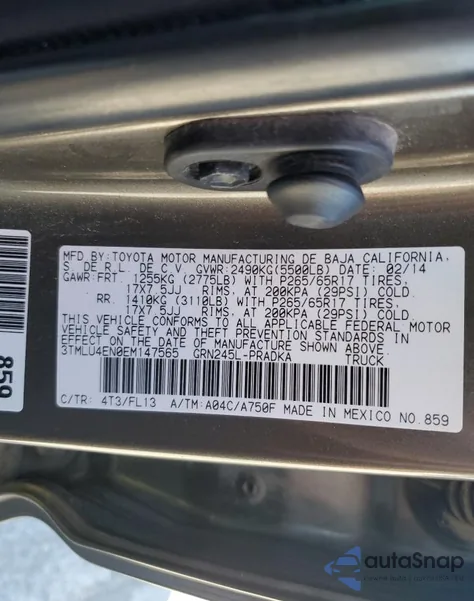 MFD. BY: TOYOTA MOTOR MANUFACTURING DE BAJA CALIFORNIA,
S. DE R.L. DE C.V. GVWR: 2490KG(5500LB) DATE: 02/14
GAWR: FRT. 1255KG (2775LB) WITH P265/65R17 TIRES,
17X7.5JJ RIMS, AT 200KPA (29PSI) COLD.
RR. 1410KG (3110LB) WITH P265/65R17 TIRES,
17X7.5JJ RIMS, AT 200KPA (29PSI) COLD.
THIS VEHICLE CONFORMS TO ALL APPLICABLE FEDERAL MOTOR
VEHICLE SAFETY AND THEFT PREVENTION STANDARDS IN
EFFECT ON THE DATE OF MANUFACTURE SHOWN ABOVE.
3TMLU4EN0EM147565 GRN245L-PRADKA TRUCK
C/TR: 4T3/FL13 A/TM: A04C/A750F MADE IN MEXICO NO. 859
859
autoSnap